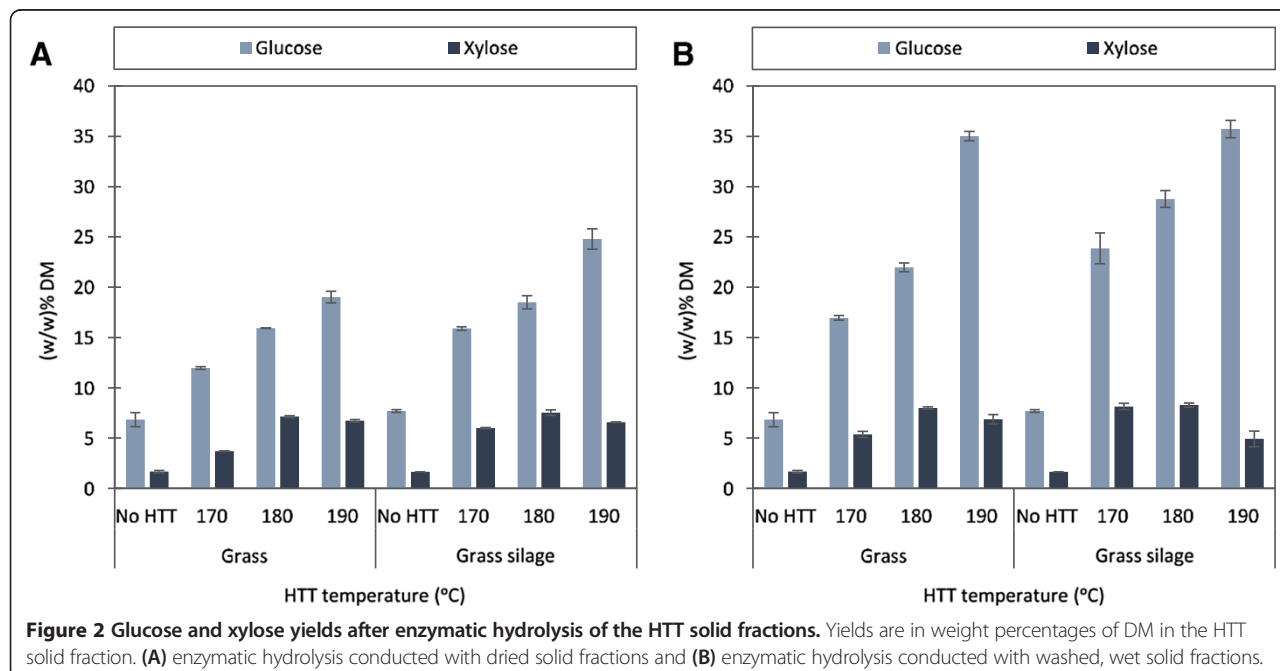 A
Glucose Xylose
40
35
30
25
20
15
10
5
0
(w/w)% DM
No HTT 170 180 190 No HTT 170 180 190
Grass Grass silage
HTT temperature (ºC)
B
Glucose Xylose
40
35
30
25
20
15
10
5
0
(w/w)% DM
No HTT 170 180 190 No HTT 170 180 190
Grass Grass silage
HTT temperature (ºC)
Figure 2 Glucose and xylose yields after enzymatic hydrolysis of the HTT solid fractions. Yields are in weight percentages of DM in the HTT
solid fraction. (A) enzymatic hydrolysis conducted with dried solid fractions and (B) enzymatic hydrolysis conducted with washed, wet solid fractions.